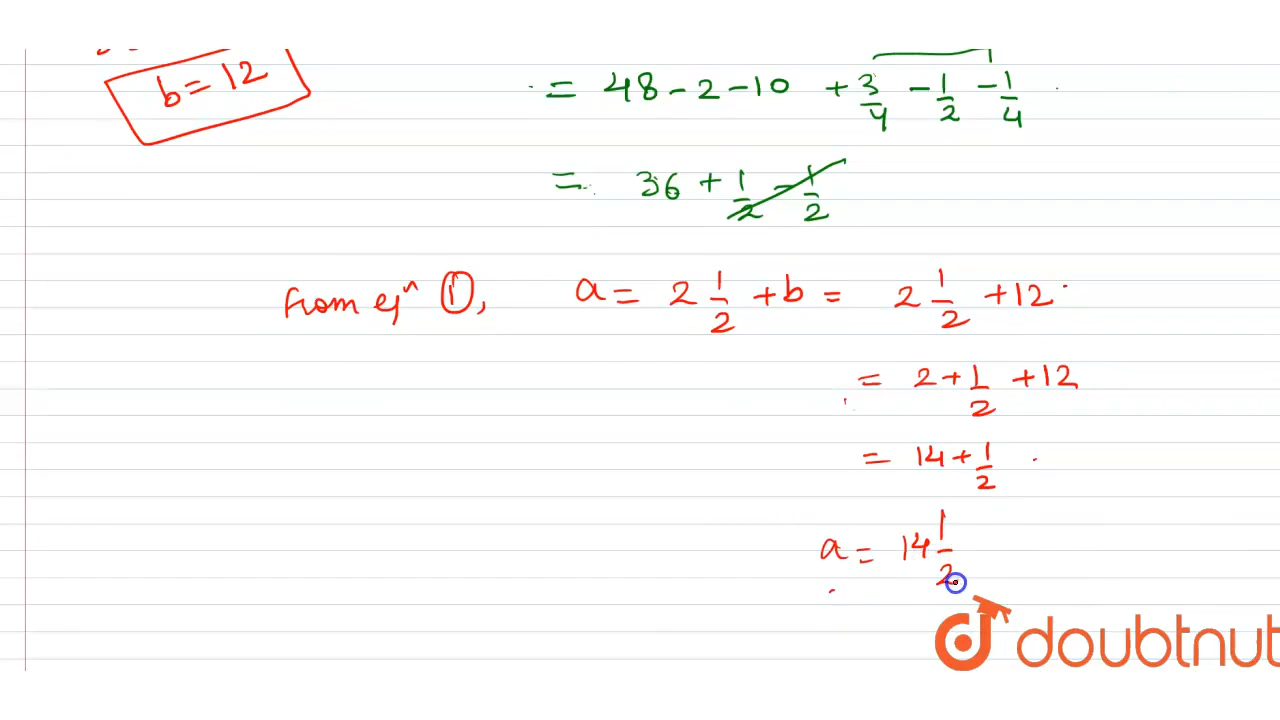 b = 12
= 48 - 2 - 10 + 3/4 - 1/2 - 1/4
= 36 + 1/2 - 1/2
from eqⁿ ①, a = 2 1/2 + b = 2 1/2 + 12
= 2 + 1/2 + 12
= 14 + 1/2
a = 14 1/2
doubtnut